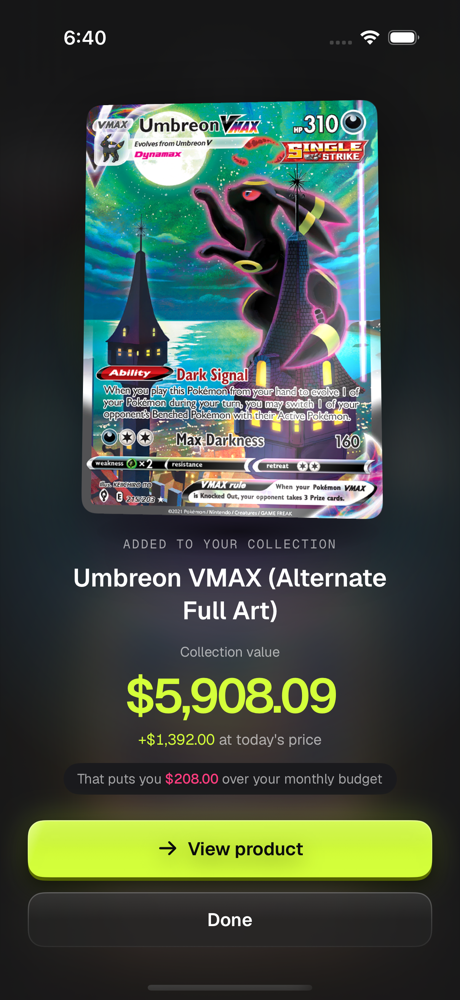 6:40
VMAX
Umbreon VMAX
HP 310
Evolves from Umbreon V
Dynamax
SINGLE
STRIKE
Ability
Dark Signal
When you play this Pokémon from your hand to evolve 1 of
your Pokémon during your turn, you may switch 1 of your
opponent's Benched Pokémon with their Active Pokémon.
Max Darkness
160
weakness ×2 resistance
retreat
VMAX rule
When your Pokémon VMAX
is Knocked Out, your opponent takes 3 Prize cards.
Illus. KEIICHIRO ITO
E 215/203
©2021 Pokémon / Nintendo / Creatures / GAME FREAK
ADDED TO YOUR COLLECTION
Umbreon VMAX (Alternate
Full Art)
Collection value
$5,908.09
+$1,392.00 at today's price
That puts you $208.00 over your monthly budget
→ View product
Done